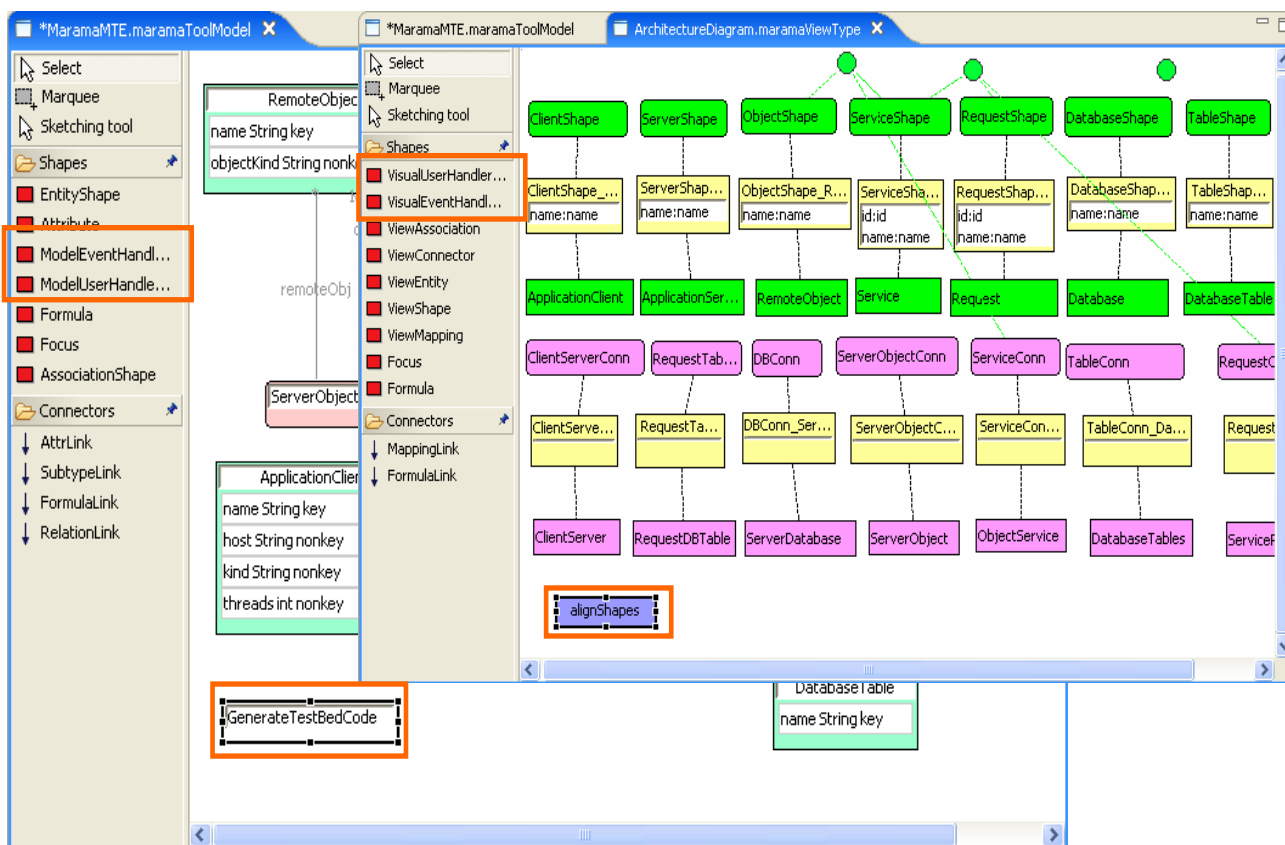 *MaramaMTE.maramaToolModel
Select
Marquee
Sketching tool
Shapes
EntityShape
Attribute
ModelEventHandl...
ModelUserHandle...
Formula
Focus
AssociationShape
Connectors
AttrLink
SubtypeLink
FormulaLink
RelationLink
RemoteObjec
name String key
objectKind String nonk
remoteObj
ServerObject
ApplicationClien
name String key
host String nonkey
kind String nonkey
threads int nonkey
GenerateTestBedCode
DatabaseTable
name String key
*MaramaMTE.maramaToolModel
ArchitectureDiagram.maramaViewType
Select
Marquee
Sketching tool
Shapes
VisualUserHandler...
VisualEventHandl...
ViewAssociation
ViewConnector
ViewEntity
ViewShape
ViewMapping
Focus
Formula
Connectors
MappingLink
FormulaLink
ClientShape
ServerShape
ObjectShape
ServiceShape
RequestShape
DatabaseShape
TableShape
ClientShape_...
name:name
ServerShap...
name:name
ObjectShape_R...
name:name
ServiceSha...
id:id
name:name
RequestShap...
id:id
name:name
DatabaseShap...
name:name
TableShap...
name:name
ApplicationClient
ApplicationSer...
RemoteObject
Service
Request
Database
DatabaseTable
ClientServerConn
RequestTab...
DBConn
ServerObjectConn
ServiceConn
TableConn
RequestC
ClientServe...
RequestTa...
DBConn_Ser...
ServerObjectC...
ServiceCon...
TableConn_Da...
Request
ClientServer
RequestDBTable
ServerDatabase
ServerObject
ObjectService
DatabaseTables
ServiceR
alignShapes